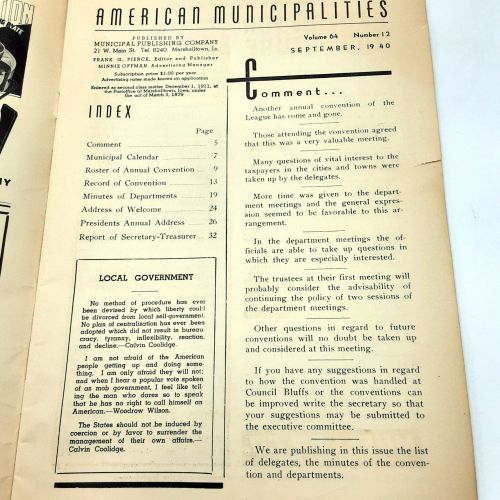 ION
NG PLATE
NY
AMERICAN MUNICIPALITIES
PUBLISHED BY
MUNICIPAL PUBLISHING COMPANY
21 W. Main St. Tel 8240 Marshalltown, Ia.
FRANK G. PIERCE, Editor and Publisher
MINNIE OFFMAN, Advertising Manager
Subscription price $1.00 per year
Advertising rates made known on application
Entered as second class matter December 1, 1911, at
the Postoffice at Marshalltown, Iowa, under
the act of March 3, 1879
INDEX
Page
Comment 5
Municipal Calendar 7
Roster of Annual Convention 9
Record of Convention 13
Minutes of Departments 19
Address of Welcome 24
Presidents Annual Address 26
Report of Secretary-Treasurer 32
LOCAL GOVERNMENT
No method of procedure has ever
been devised by which liberty could
be divorced from local self-government.
No plan of centralization has ever been
adopted which did not result in bureau-
cracy, tyranny, inflexibility, reaction,
and decline.—Calvin Coolidge.
I am not afraid of the American
people getting up and doing some-
thing. I am only afraid they will not;
and when I hear a popular vote spoken
of as mob government, I feel like tell-
ing the man who dares so to speak
that he has no right to call himself an
American.—Woodrow Wilson.
The States should not be induced by
coercion or by favor to surrender the
management of their own affairs.—
Calvin Coolidge.
Volume 64 Number 12
SEPTEMBER, 1940
Comment...
Another annual convention of the
League has come and gone.
Those attending the convention agreed
that this was a very valuable meeting.
Many questions of vital interest to the
taxpayers in the cities and towns were
taken up by the delegates.
More time was given to the depart-
ment meetings and the general expres-
sion seemed to be favorable to this ar-
rangement.
In the department meetings the of-
ficials are able to take up questions in
which they are especially interested.
The trustees at their first meeting will
probably consider the advisability of
continuing the policy of two sessions of
the department meetings.
Other questions in regard to future
conventions will no doubt be taken up
and considered at this meeting.
If you have any suggestions in regard
to how the convention was handled at
Council Bluffs or the conventions can
be improved write the secretary so that
your suggestions may be submitted to
the executive committee.
We are publishing in this issue the list
of delegates, the minutes of the conven-
tion and departments.